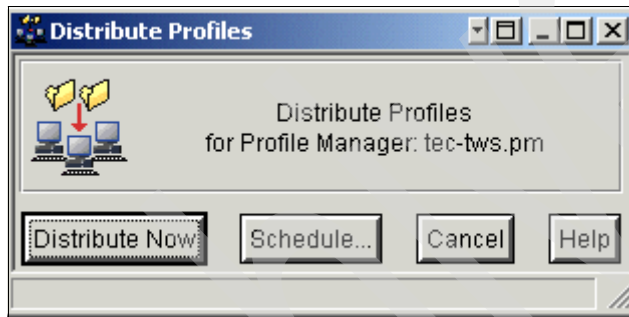 Distribute Profiles
Distribute Profiles
for Profile Manager: tec-tws.pm
Distribute Now
Schedule...
Cancel
Help